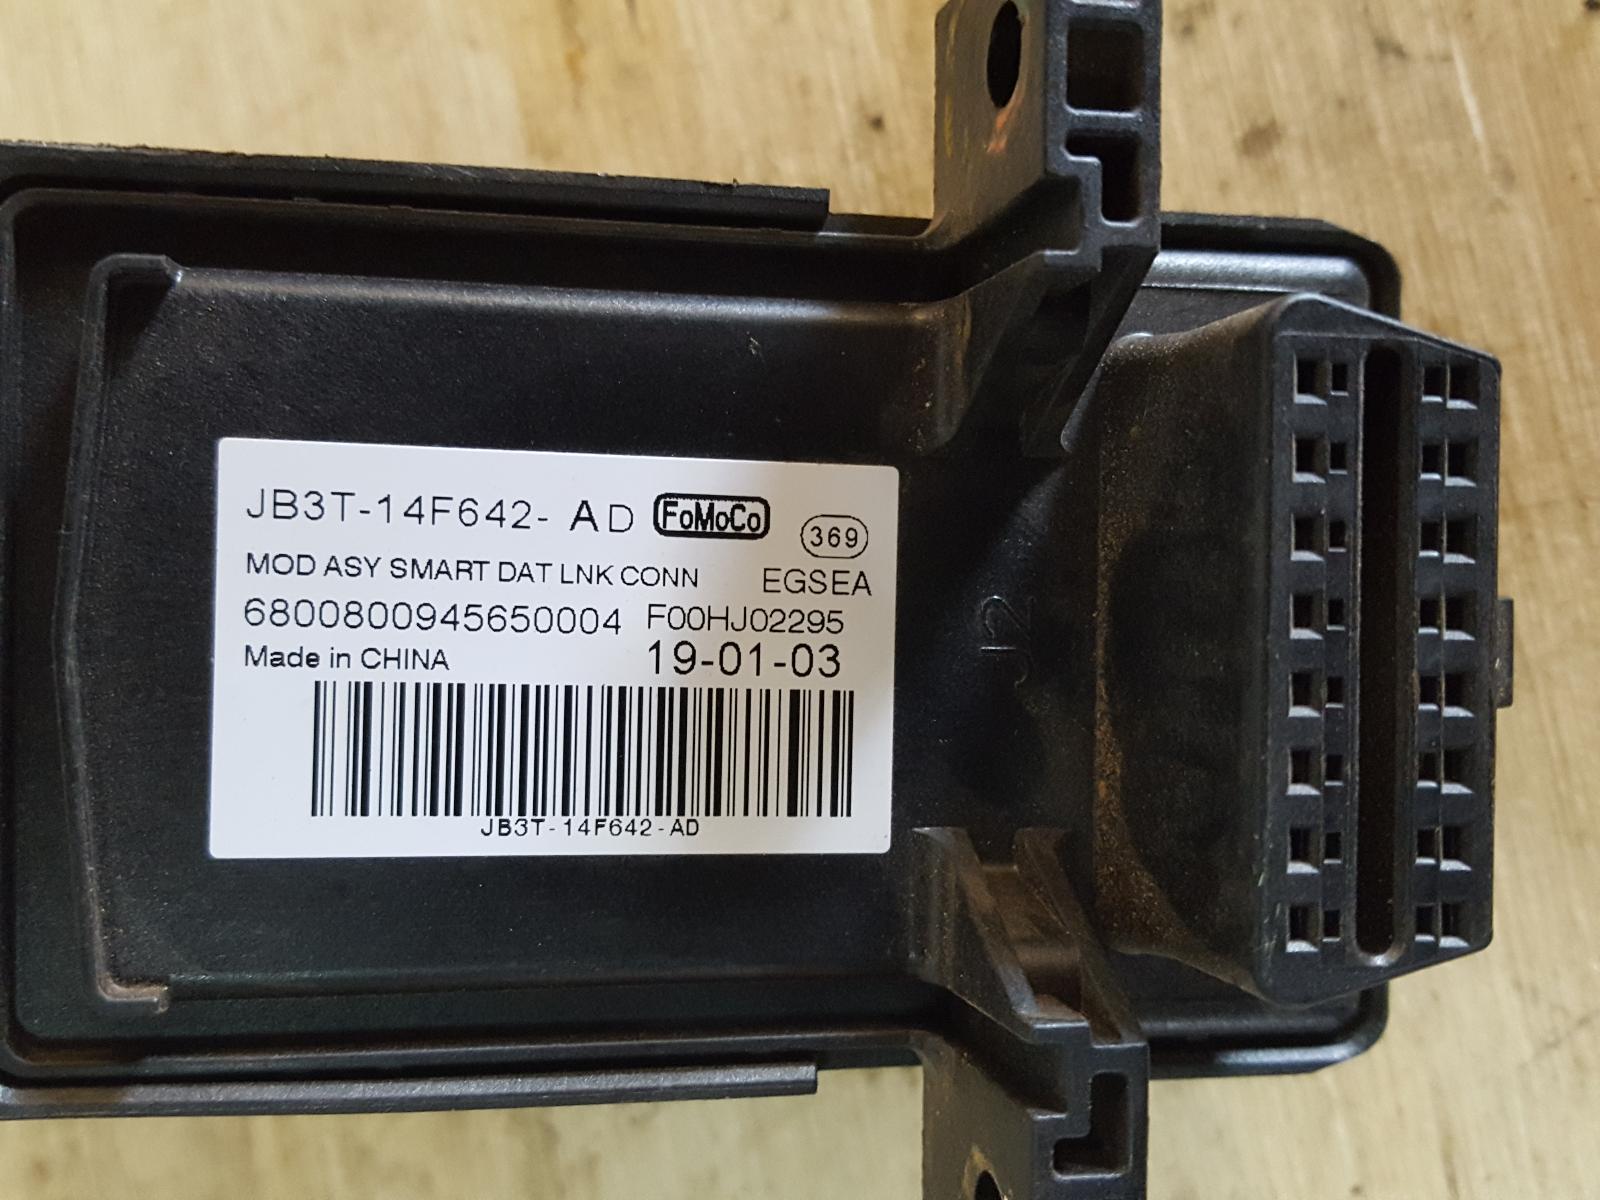 JB3T-14F642- AD FoMoCo
369
MOD ASY SMART DAT LNK CONN EGSEA
6800800945650004 F00HJ02295
Made in CHINA 19-01-03
JB3T-14F642-AD
J2